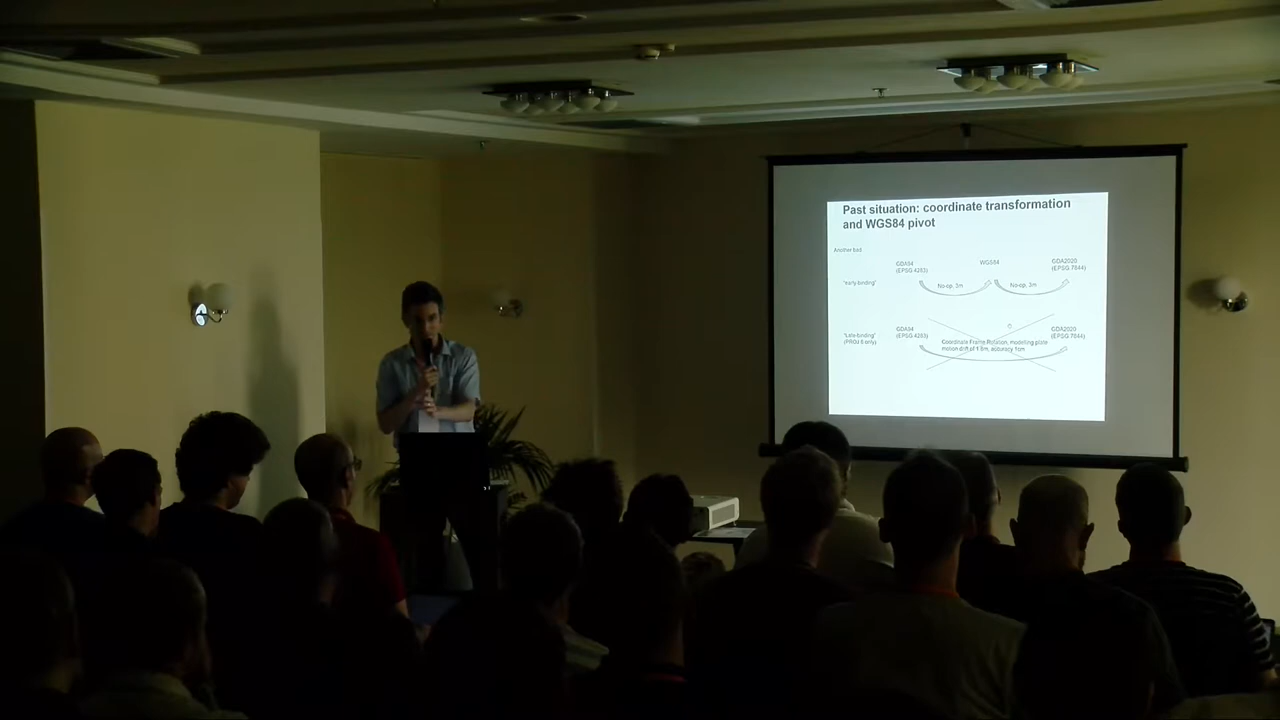 Past situation: coordinate transformation
and WGS84 pivot
Another tool:
GDA94
(EPSG:4283)
WGS84
GDA2020
(EPSG:7844)
"early-binding"
No-op, 3m
No-op, 3m
"Late-binding"
(PROJ 6 only)
GDA94
(EPSG:4283)
Coordinate Frame Rotation, modelling plate
motion drift of 1.8m, accuracy 1cm
GDA2020
(EPSG:7844)